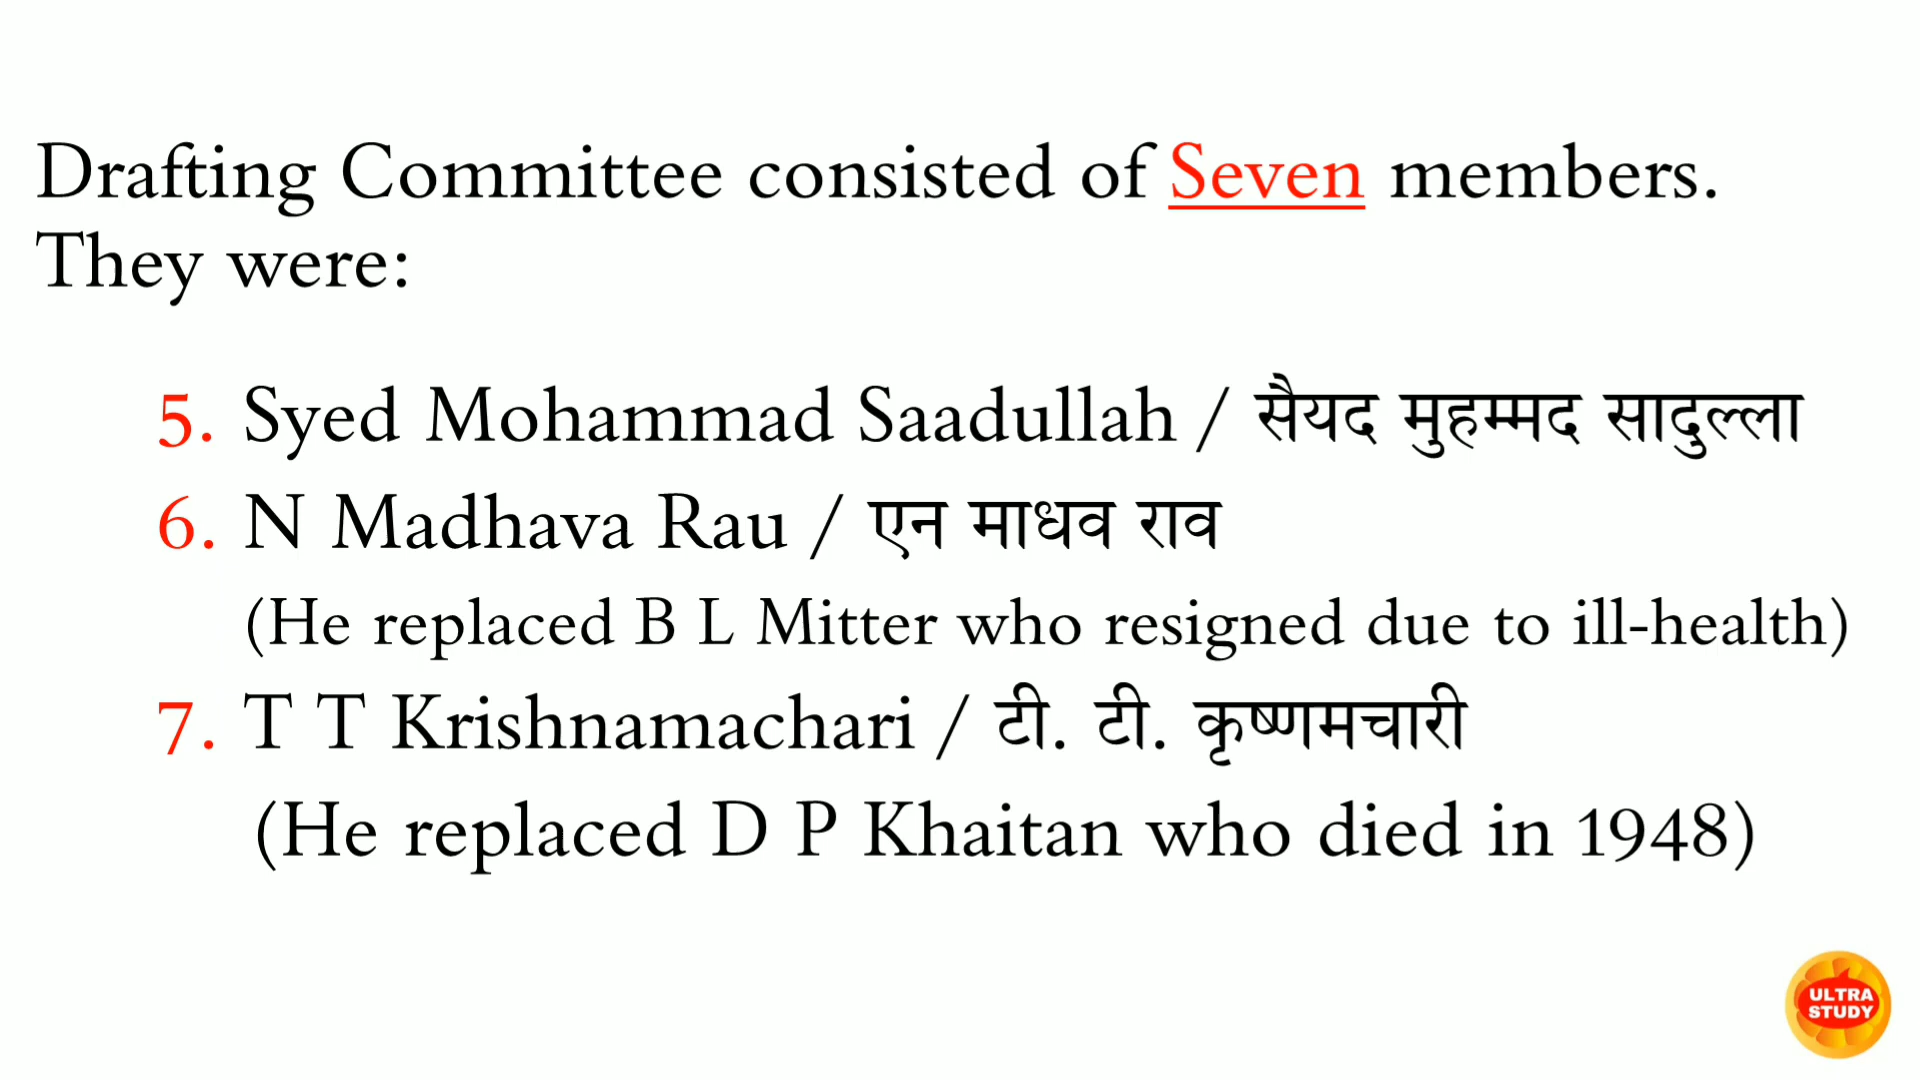 Drafting Committee consisted of Seven members.
They were:
5. Syed Mohammad Saadullah / सैयद मुहम्मद सादुल्ला
6. N Madhava Rau / एन माधव राव
(He replaced B L Mitter who resigned due to ill-health)
7. T T Krishnamachari / टी. टी. कृष्णमचारी
(He replaced D P Khaitan who died in 1948)
ULTRA
STUDY